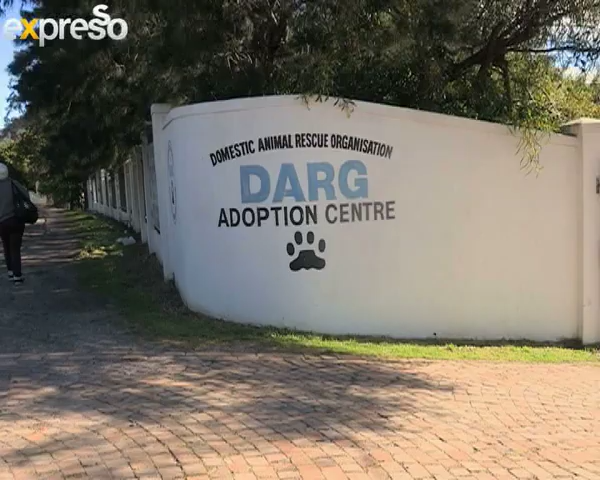 expresso
DOMESTIC ANIMAL RESCUE ORGANISATION
DARG
ADOPTION CENTRE